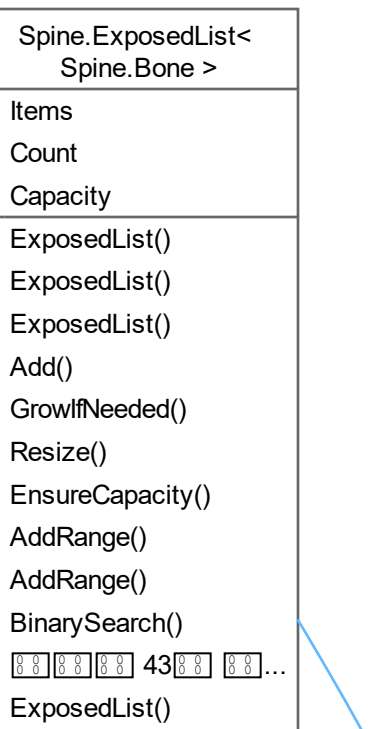 Spine.ExposedList<
Spine.Bone >
Items
Count
Capacity
ExposedList()
ExposedList()
ExposedList()
Add()
GrowIfNeeded()
Resize()
EnsureCapacity()
AddRange()
AddRange()
BinarySearch()
43 ...
ExposedList()